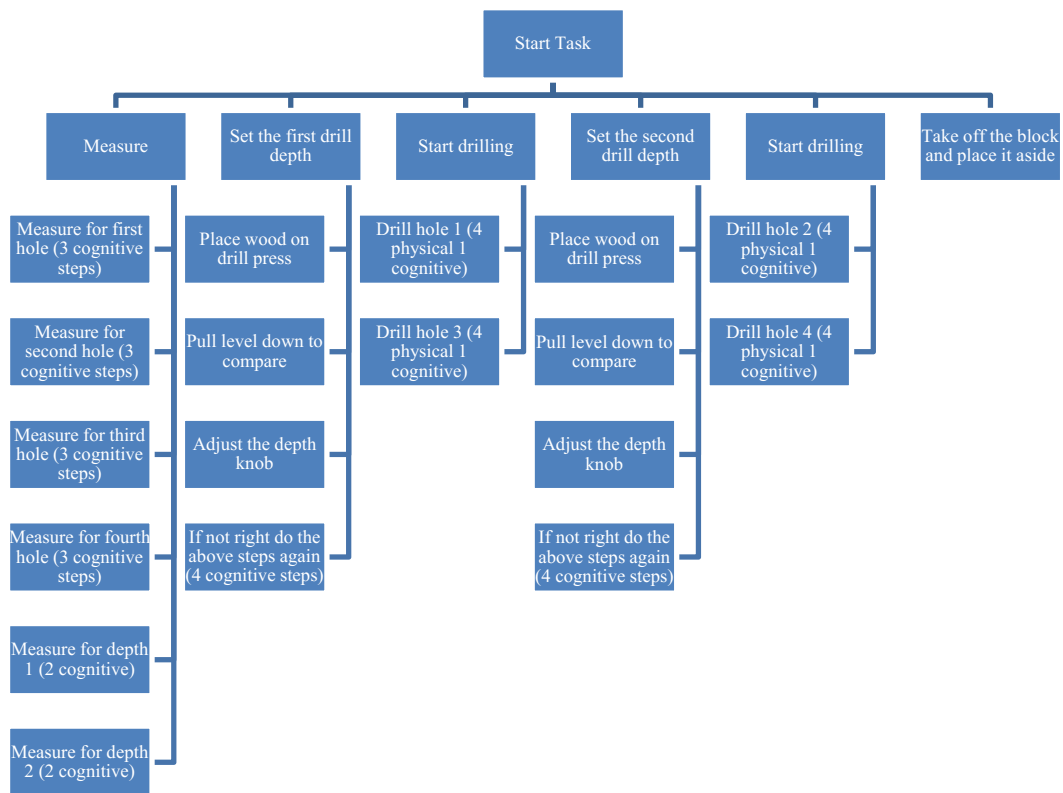 Start Task
Measure
Set the first drill
depth
Start drilling
Set the second
drill depth
Start drilling
Take off the block
and place it aside
Measure for first
hole (3 cognitive
steps)
Place wood on
drill press
Drill hole 1 (4
physical 1
cognitive)
Place wood on
drill press
Drill hole 2 (4
physical 1
cognitive)
Measure for
second hole (3
cognitive steps)
Pull level down to
compare
Drill hole 3 (4
physical 1
cognitive)
Pull level down to
compare
Drill hole 4 (4
physical 1
cognitive)
Measure for third
hole (3 cognitive
steps)
Adjust the depth
knob
Adjust the depth
knob
Measure for fourth
hole (3 cognitive
steps)
If not right do the
above steps again
(4 cognitive steps)
If not right do the
above steps again
(4 cognitive steps)
Measure for depth
1 (2 cognitive)
Measure for depth
2 (2 cognitive)